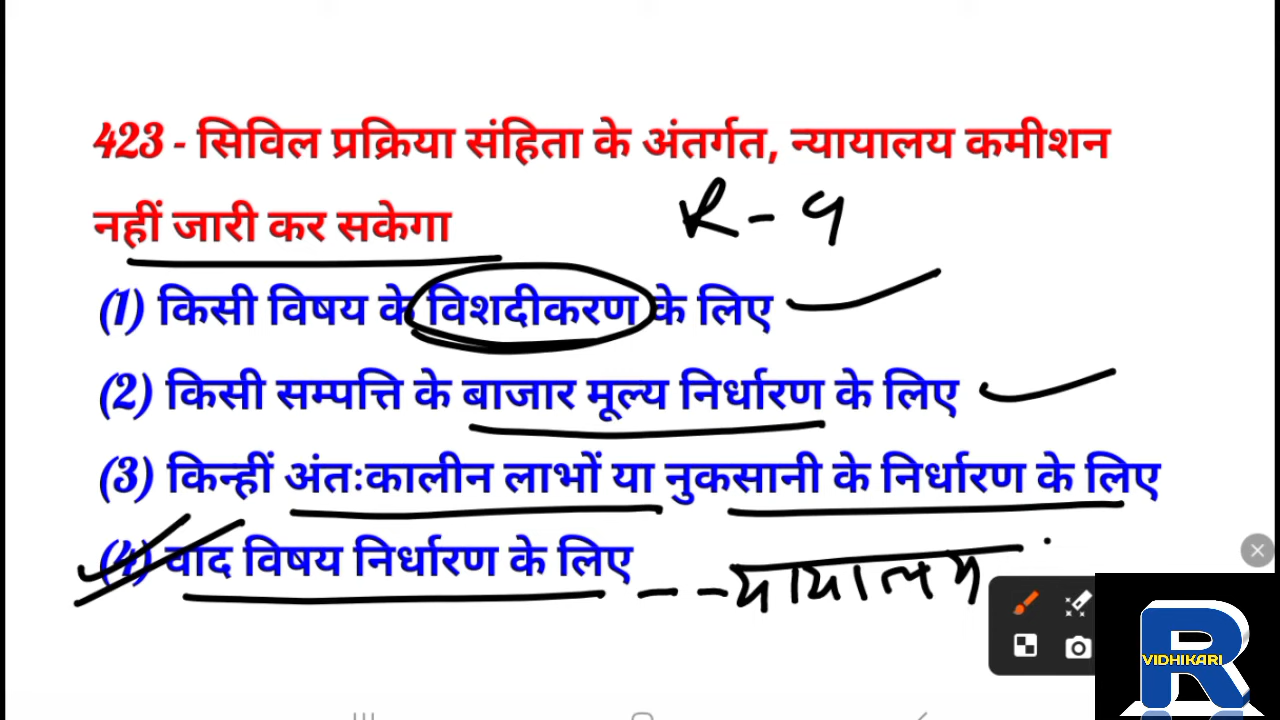 423 - सिविल प्रक्रिया संहिता के अंतर्गत, न्यायालय कमीशन
नहीं जारी कर सकेगा
R - 9
(1) किसी विषय के विशदीकरण के लिए
(2) किसी सम्पत्ति के बाजार मूल्य निर्धारण के लिए
(3) किन्हीं अंतःकालीन लाभों या नुकसानी के निर्धारण के लिए
(4) वाद विषय निर्धारण के लिए
न्यायालय
R
VIDHIKARI